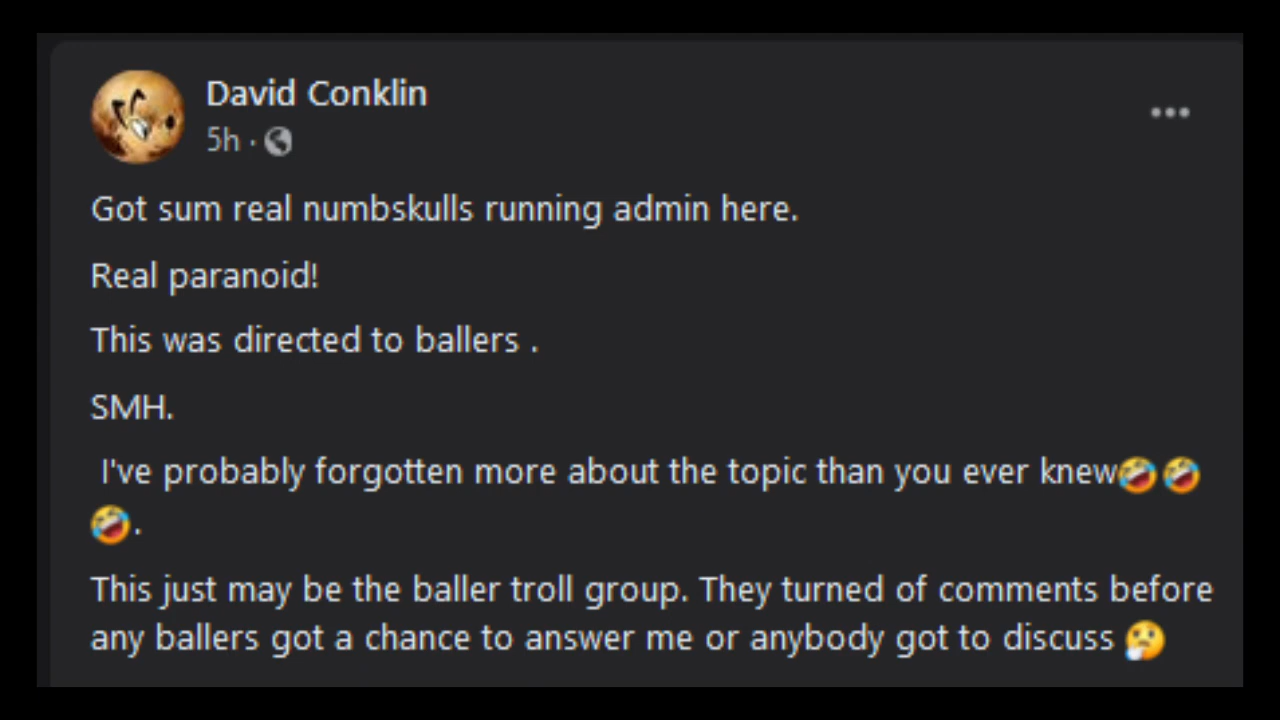 David Conklin
5h ·
Got sum real numbskulls running admin here.
Real paranoid!
This was directed to ballers .
SMH.
I've probably forgotten more about the topic than you ever knew🤣🤣
🤣.
This just may be the baller troll group. They turned of comments before
any ballers got a chance to answer me or anybody got to discuss 🤔